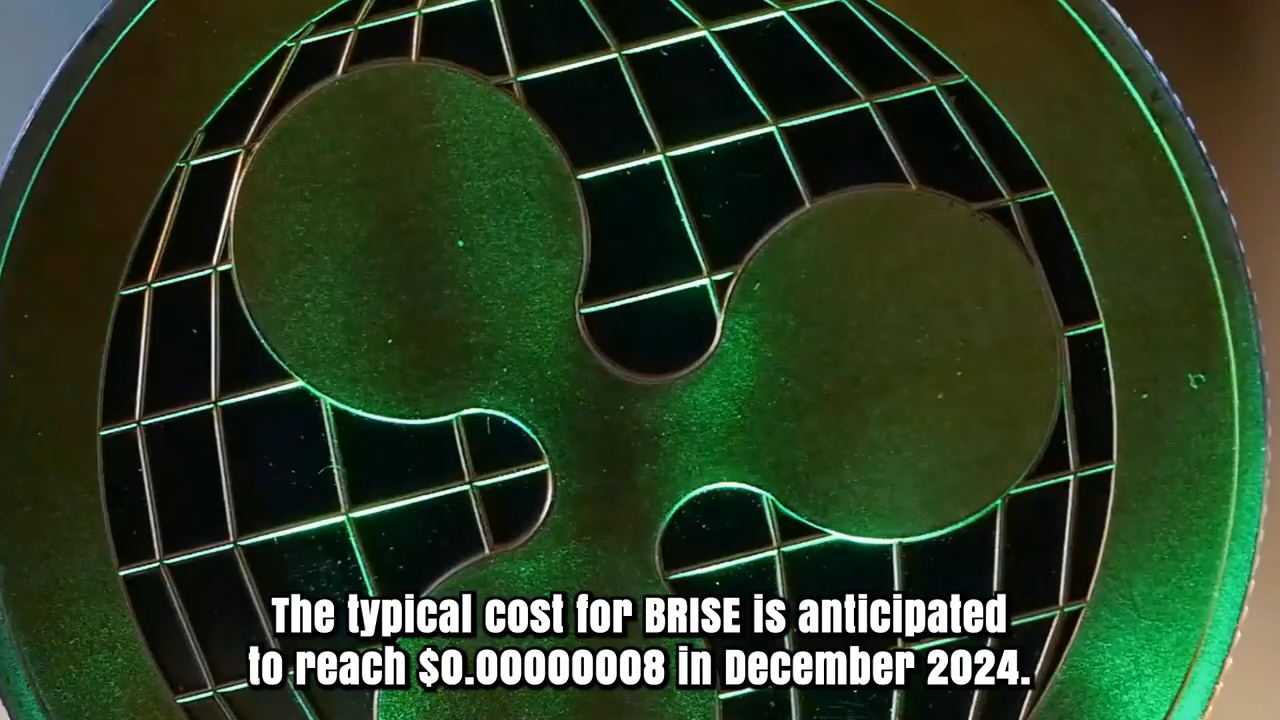 The typical cost for BRISE is anticipated
to reach $0.00000008 in December 2024.